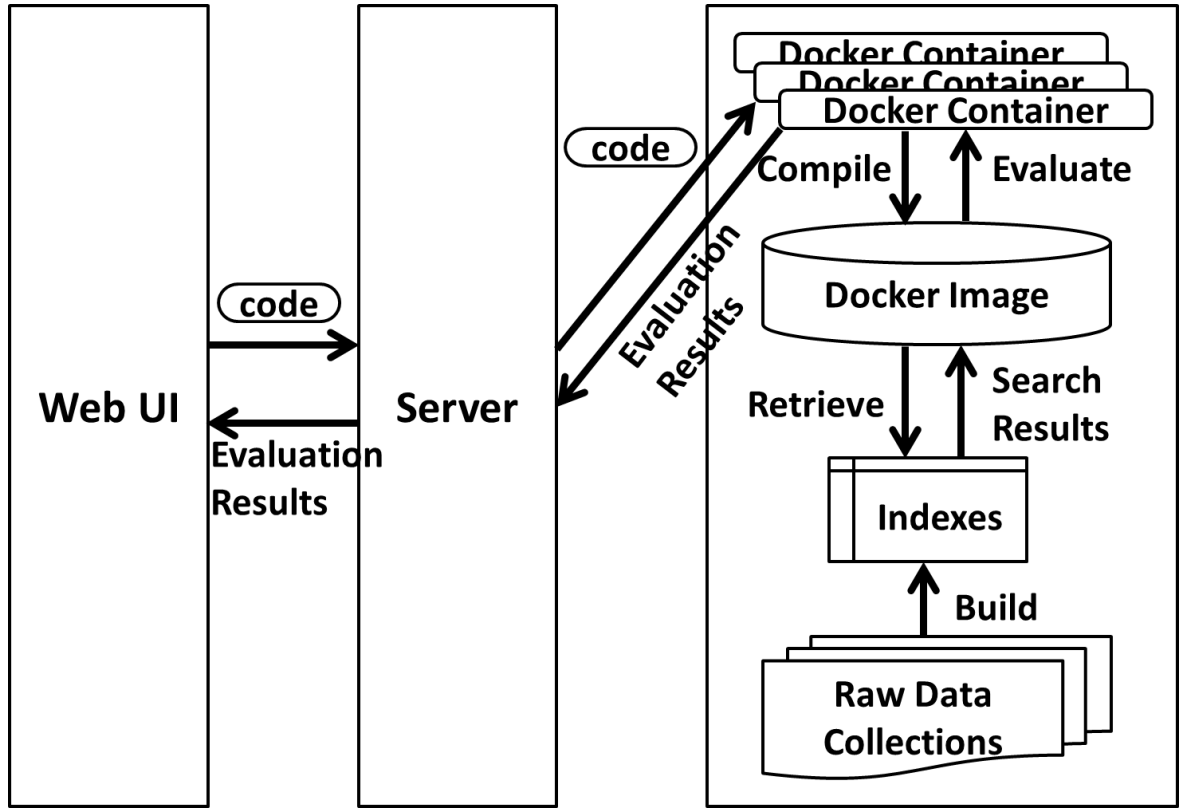 Web UI
code
Evaluation
Results
Server
code
Evaluation
Results
Docker Container
Docker Container
Docker Container
Compile
Evaluate
Docker Image
Retrieve
Search
Results
Indexes
Build
Raw Data
Collections